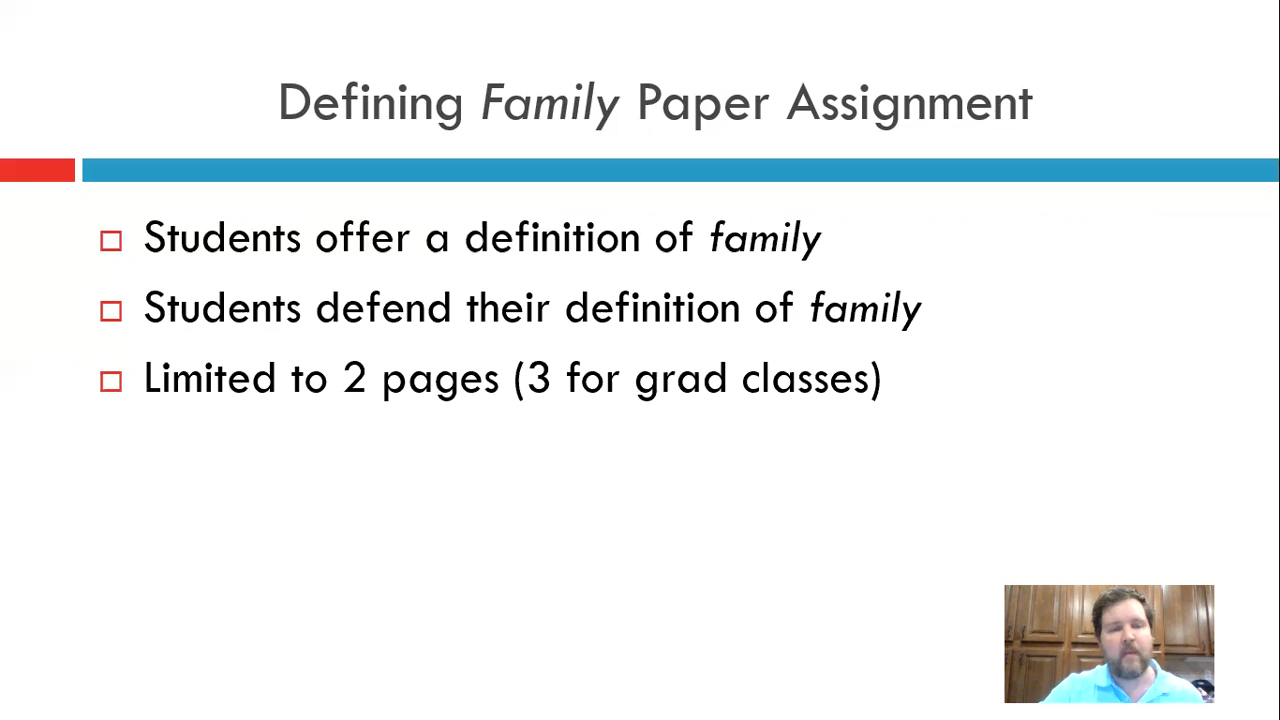 Defining Family Paper Assignment
Students offer a definition of family
Students defend their definition of family
Limited to 2 pages (3 for grad classes)